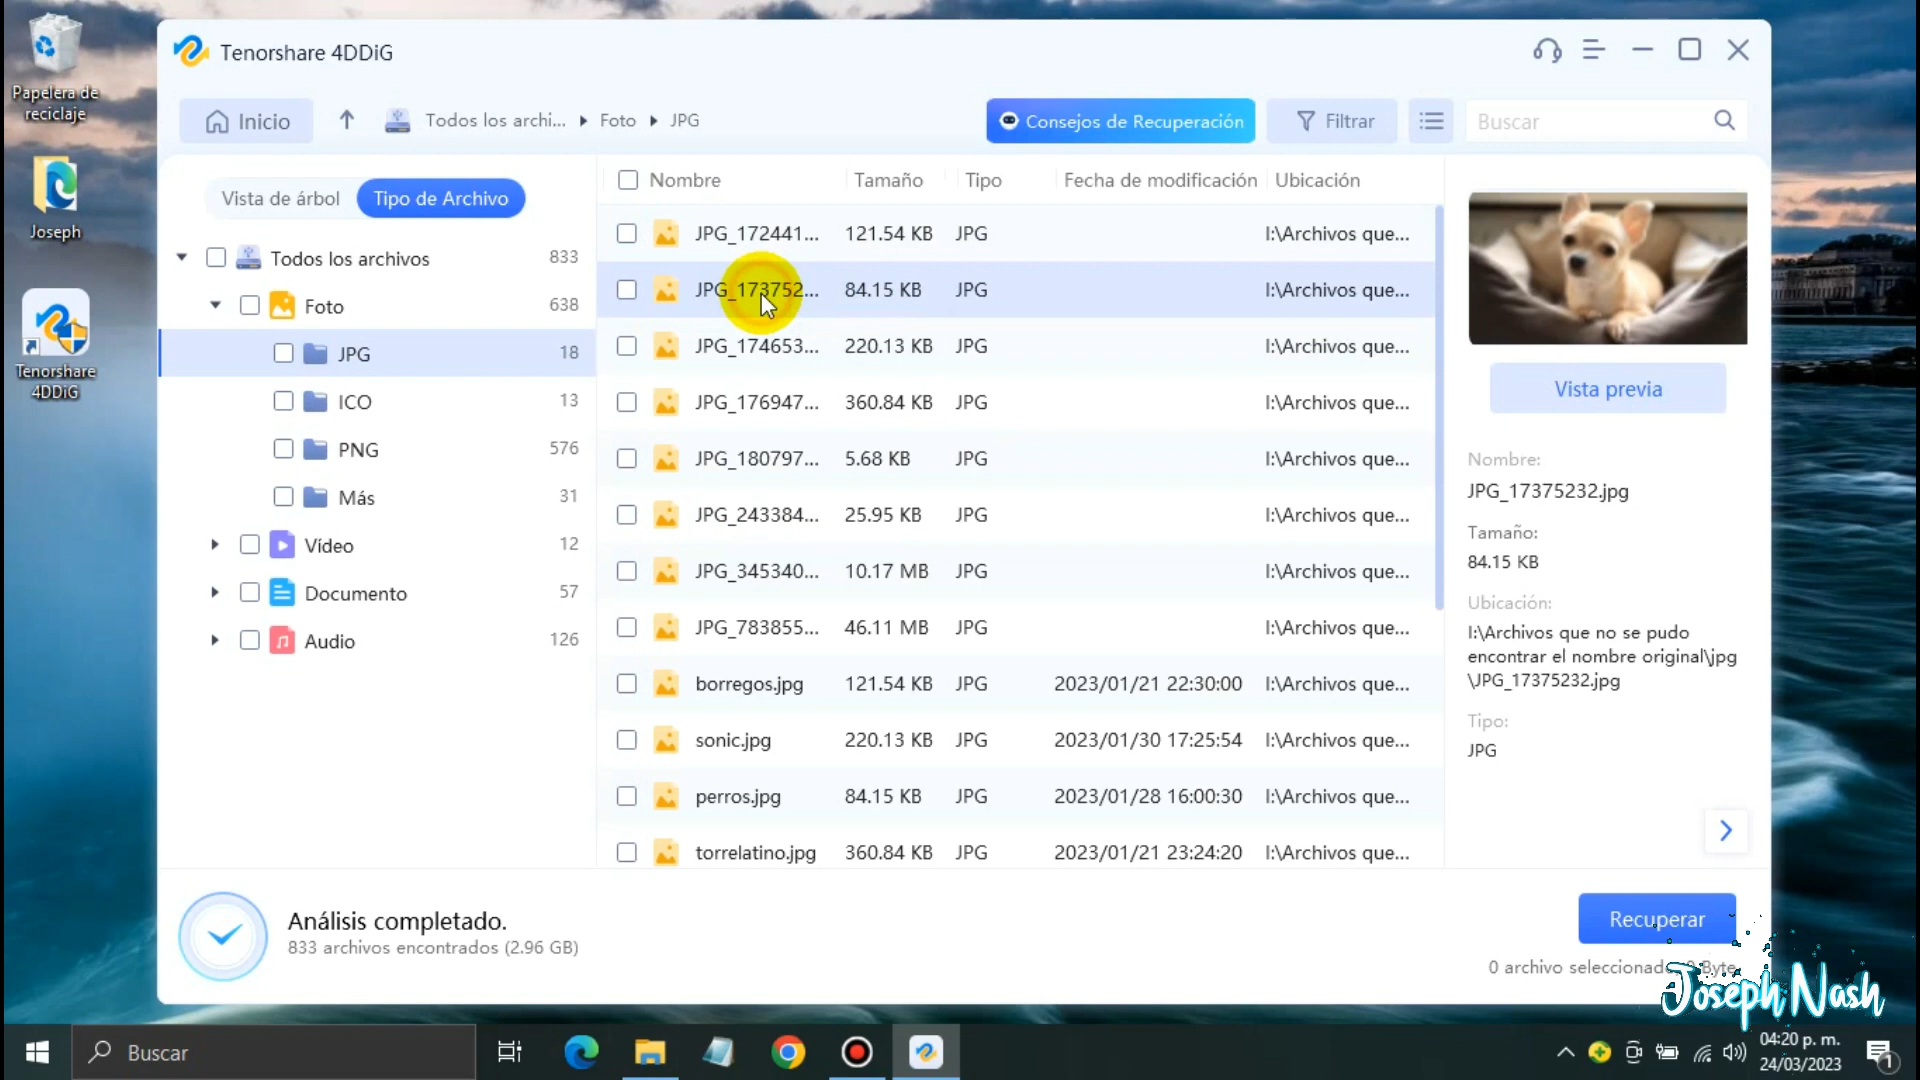 Papelera de
reciclaje
Joseph
Tenorshare
4DDiG
Tenorshare 4DDiG
Inicio
Todos los archi...
Foto
JPG
Consejos de Recuperación
Filtrar
Buscar
Vista de árbol
Tipo de Archivo
Todos los archivos 833
Foto 638
JPG 18
ICO 13
PNG 576
Más 31
Vídeo 12
Documento 57
Audio 126
Nombre Tamaño Tipo Fecha de modificación Ubicación
JPG_172441... 121.54 KB JPG I:\Archivos que...
JPG_173752... 84.15 KB JPG I:\Archivos que...
JPG_174653... 220.13 KB JPG I:\Archivos que...
JPG_176947... 360.84 KB JPG I:\Archivos que...
JPG_180797... 5.68 KB JPG I:\Archivos que...
JPG_243384... 25.95 KB JPG I:\Archivos que...
JPG_345340... 10.17 MB JPG I:\Archivos que...
JPG_783855... 46.11 MB JPG I:\Archivos que...
borregos.jpg 121.54 KB JPG 2023/01/21 22:30:00 I:\Archivos que...
sonic.jpg 220.13 KB JPG 2023/01/30 17:25:54 I:\Archivos que...
perros.jpg 84.15 KB JPG 2023/01/28 16:00:30 I:\Archivos que...
torrelatino.jpg 360.84 KB JPG 2023/01/21 23:24:20 I:\Archivos que...
Vista previa
Nombre:
JPG_17375232.jpg
Tamaño:
84.15 KB
Ubicación:
I:\Archivos que no se pudo
encontrar el nombre original\jpg
\JPG_17375232.jpg
Tipo:
JPG
Análisis completado.
833 archivos encontrados (2.96 GB)
Recuperar
0 archivo seleccionado, 0 Byte
Joseph Nash
Buscar
04:20 p. m.
24/03/2023
1